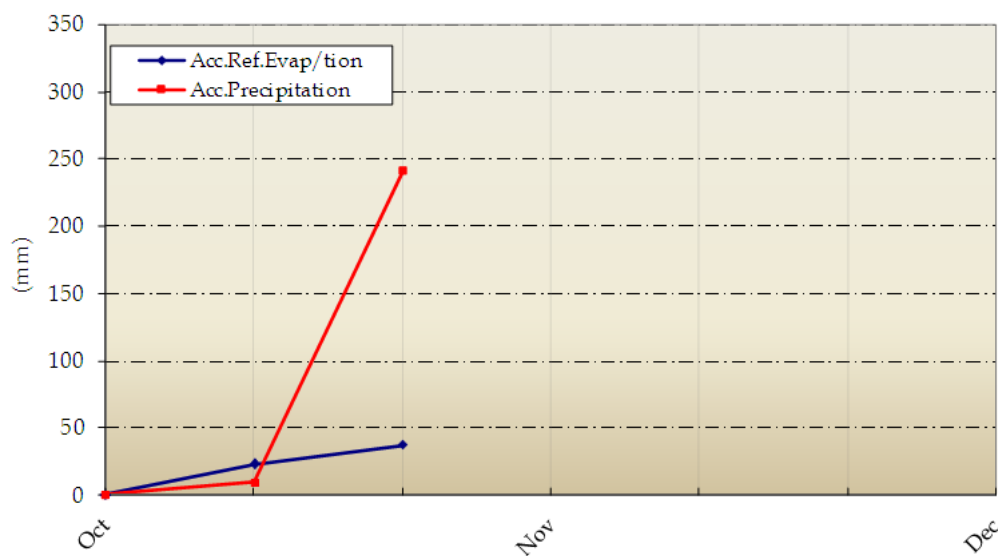 350
Acc.Ref.Evap/tion
Acc.Precipitation
300
250
200
(mm)
150
100
50
0
Oct
Nov
Dec